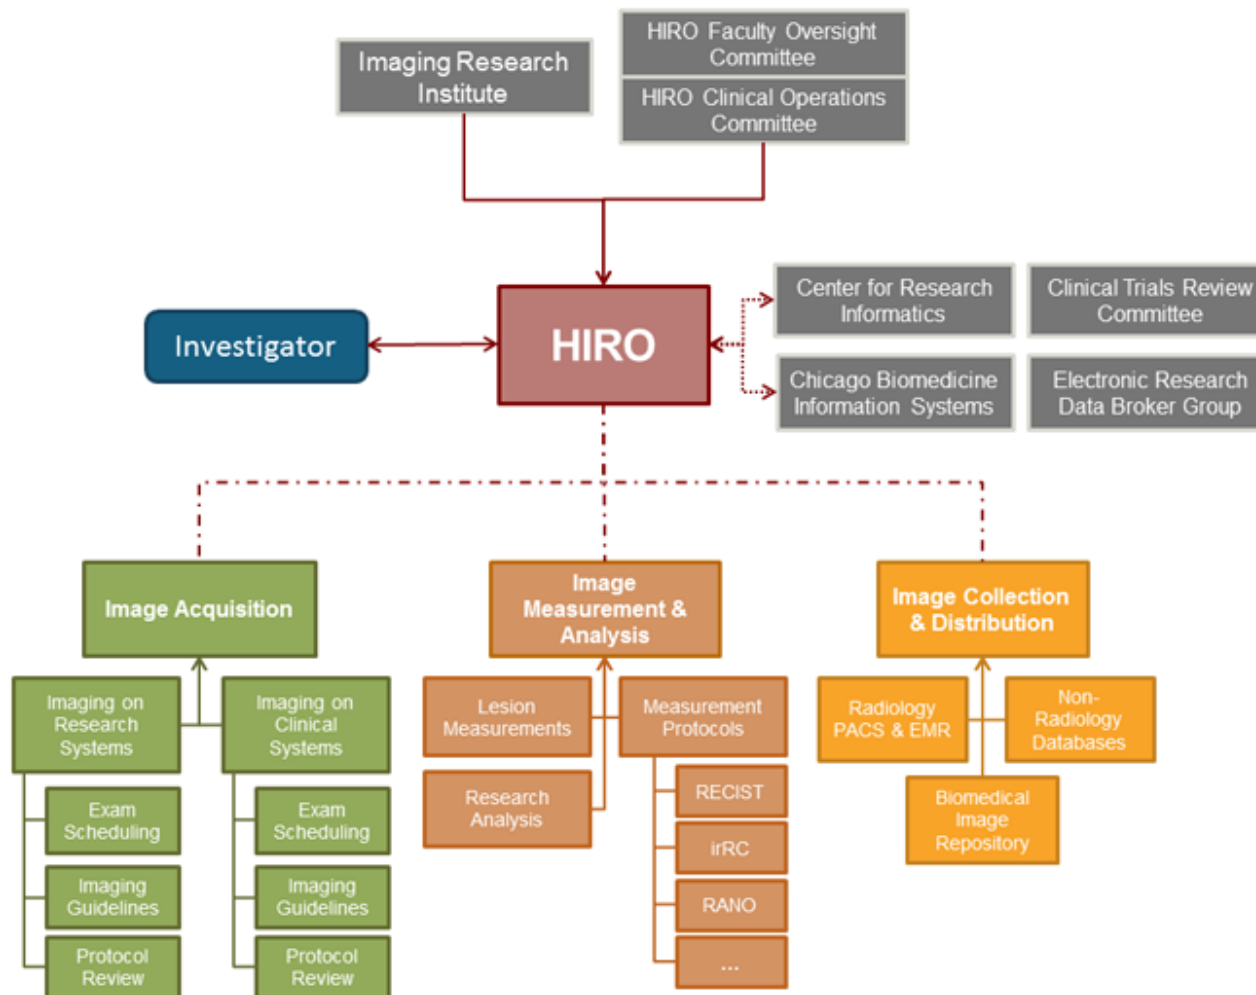 Imaging Research
Institute
HIRO Faculty Oversight
Committee
HIRO Clinical Operations
Committee
Investigator
HIRO
Center for Research
Informatics
Clinical Trials Review
Committee
Chicago Biomedicine
Information Systems
Electronic Research
Data Broker Group
Image Acquisition
Imaging on
Research
Systems
Imaging on
Clinical
Systems
Exam
Scheduling
Imaging
Guidelines
Protocol
Review
Exam
Scheduling
Imaging
Guidelines
Protocol
Review
Image
Measurement &
Analysis
Lesion
Measurements
Measurement
Protocols
Research
Analysis
RECIST
irRC
RANO
...
Image Collection
& Distribution
Radiology
PACS & EMR
Non-
Radiology
Databases
Biomedical
Image
Repository